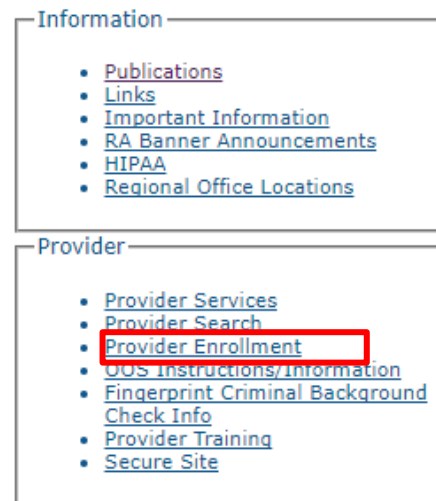 Information
Publications
Links
Important Information
RA Banner Announcements
HIPAA
Regional Office Locations
Provider
Provider Services
Provider Search
Provider Enrollment
OOS Instructions/Information
Fingerprint Criminal Background
Check Info
Provider Training
Secure Site